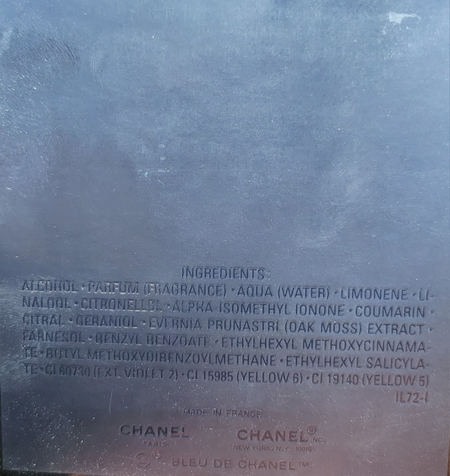 INGREDIENTS:
ALCOHOL • PARFUM (FRAGRANCE) • AQUA (WATER) • LIMONENE • LI-
NALOOL • CITRONELLOL • ALPHA-ISOMETHYL IONONE • COUMARIN •
CITRAL • GERANIOL • EVERNIA PRUNASTRI (OAK MOSS) EXTRACT •
FARNESOL • BENZYL BENZOATE • ETHYLHEXYL METHOXYCINNAMA-
TE • BUTYL METHOXYDIBENZOYLMETHANE • ETHYLHEXYL SALICYLA-
TE • CI 60730 (EXT. VIOLET 2) • CI 15985 (YELLOW 6) • CI 19140 (YELLOW 5)
IL72-I
MADE IN FRANCE
CHANEL CHANEL® INC.
PARIS NEW YORK, N.Y.
© BLEU DE CHANEL™